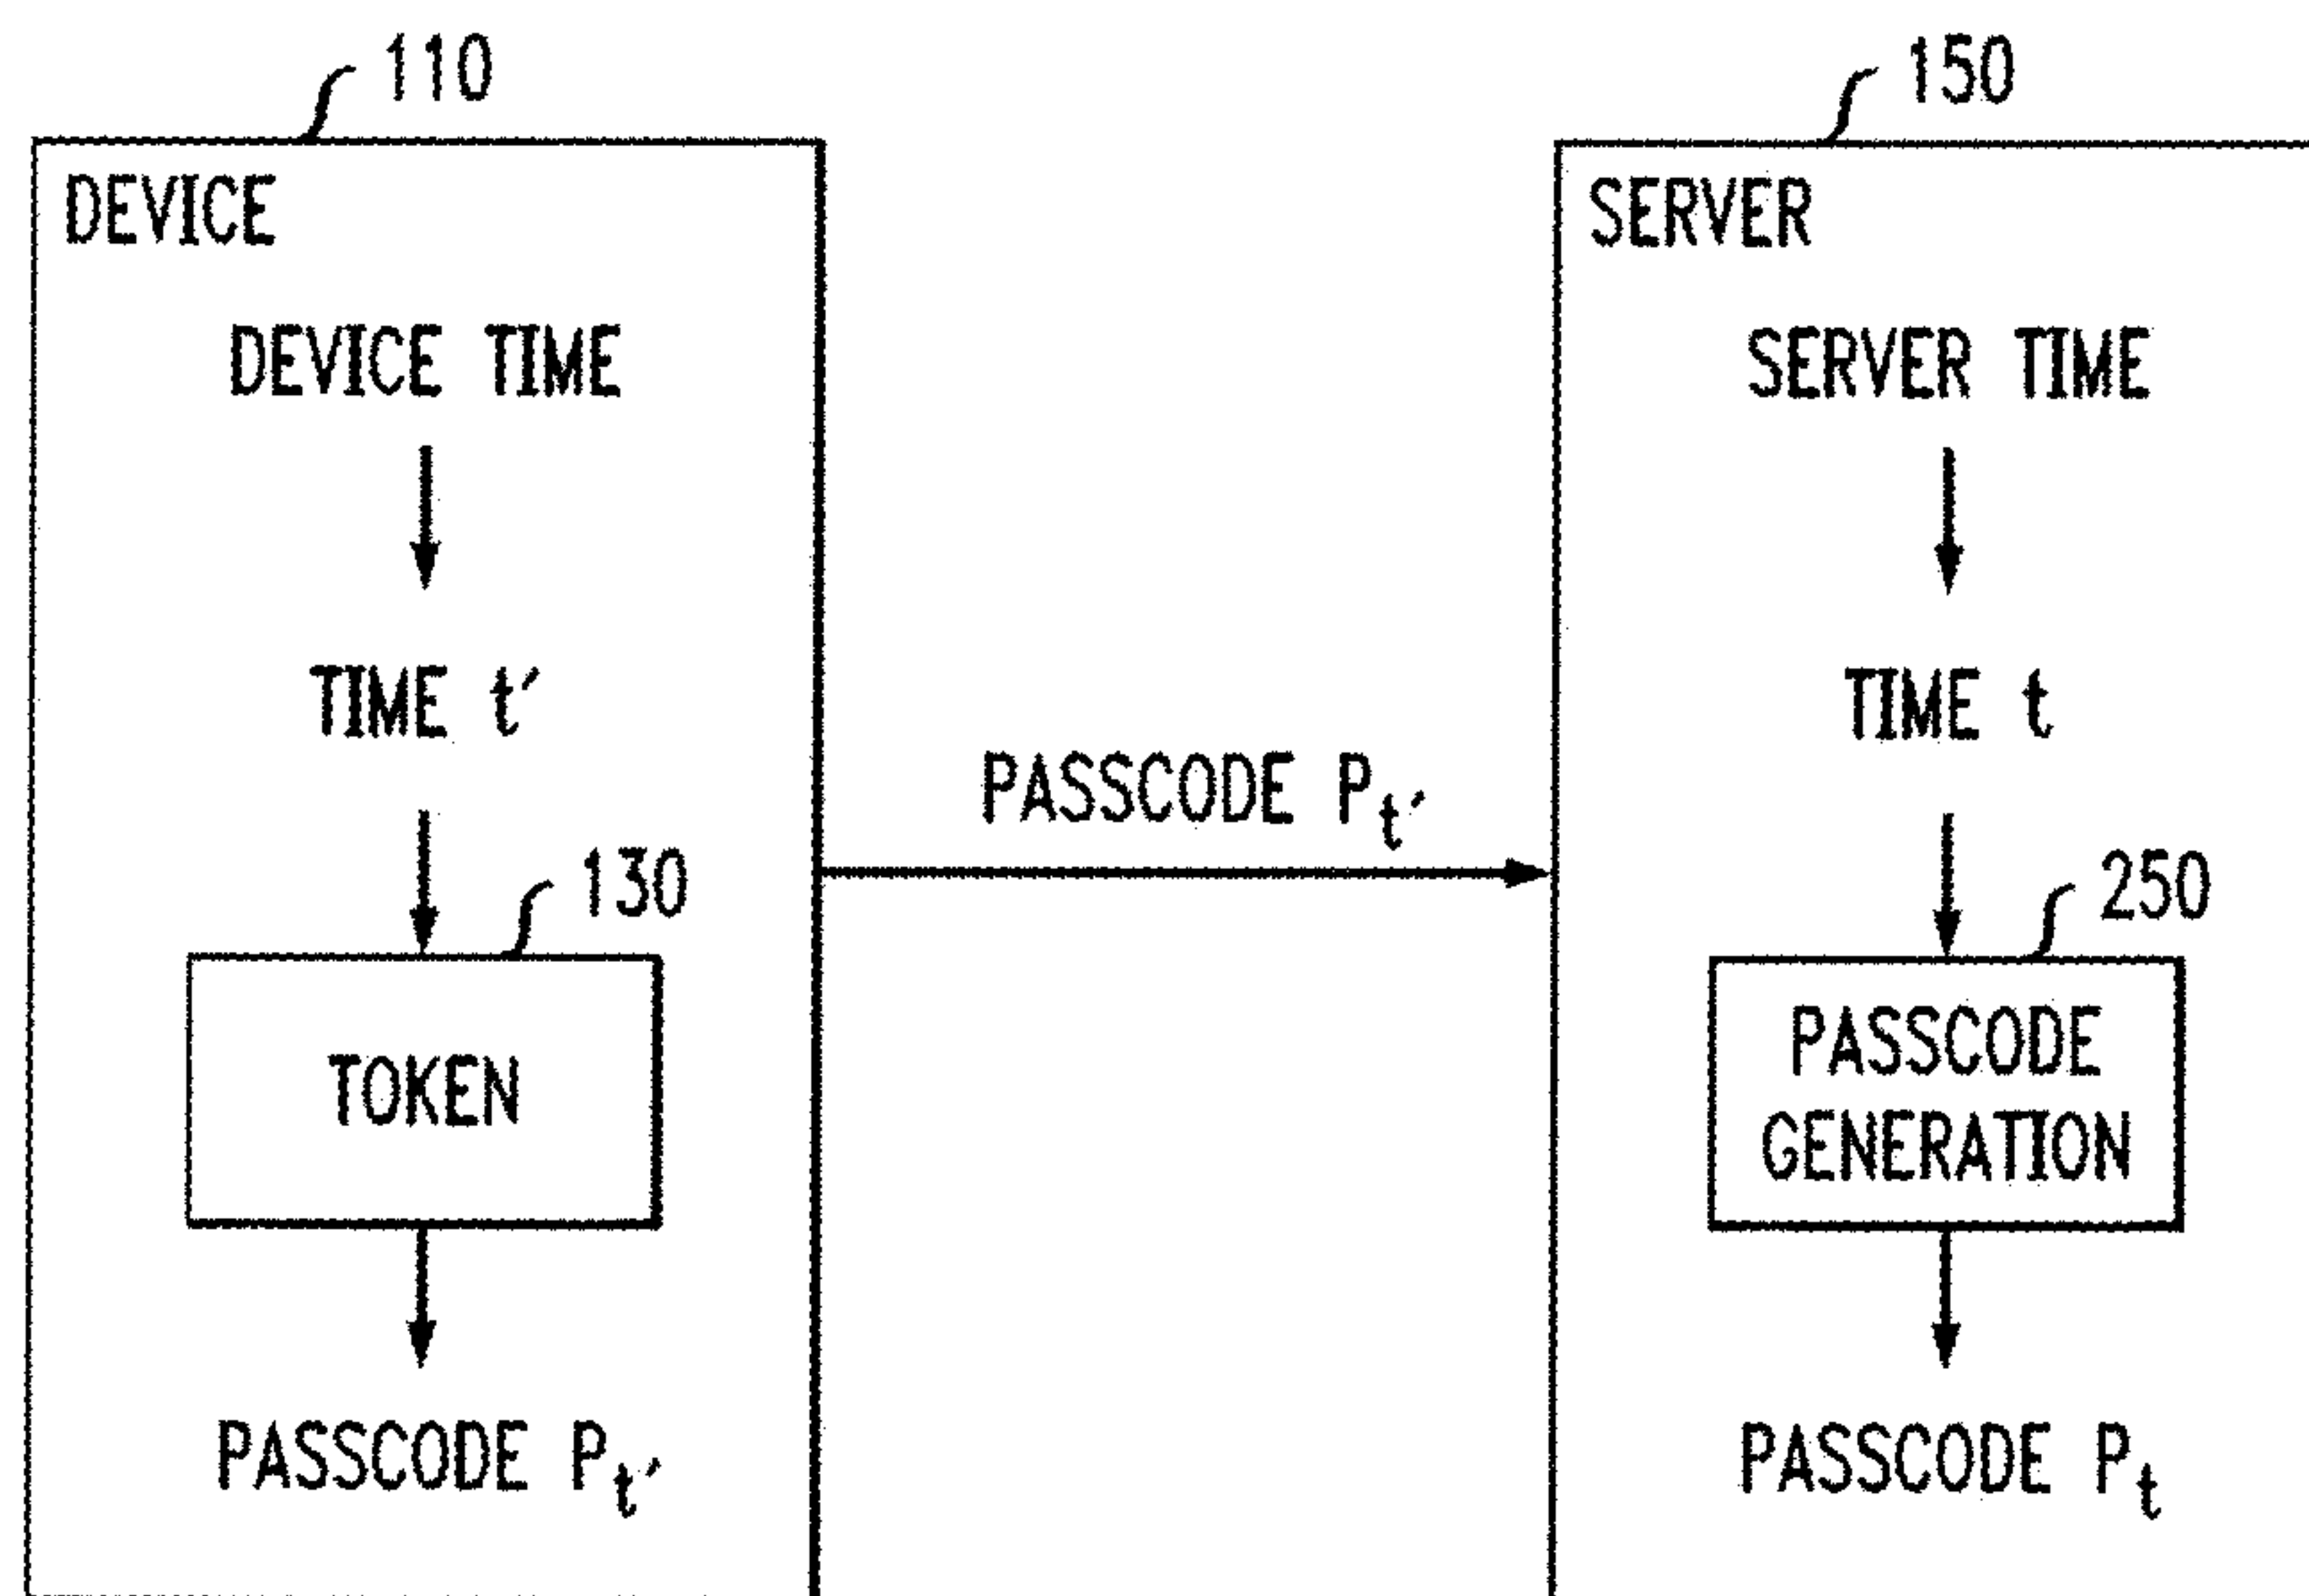 110
DEVICE
DEVICE TIME
TIME t′
130
TOKEN
PASSCODE Pt′
PASSCODE Pt′
150
SERVER
SERVER TIME
TIME t
250
PASSCODE
GENERATION
PASSCODE Pt